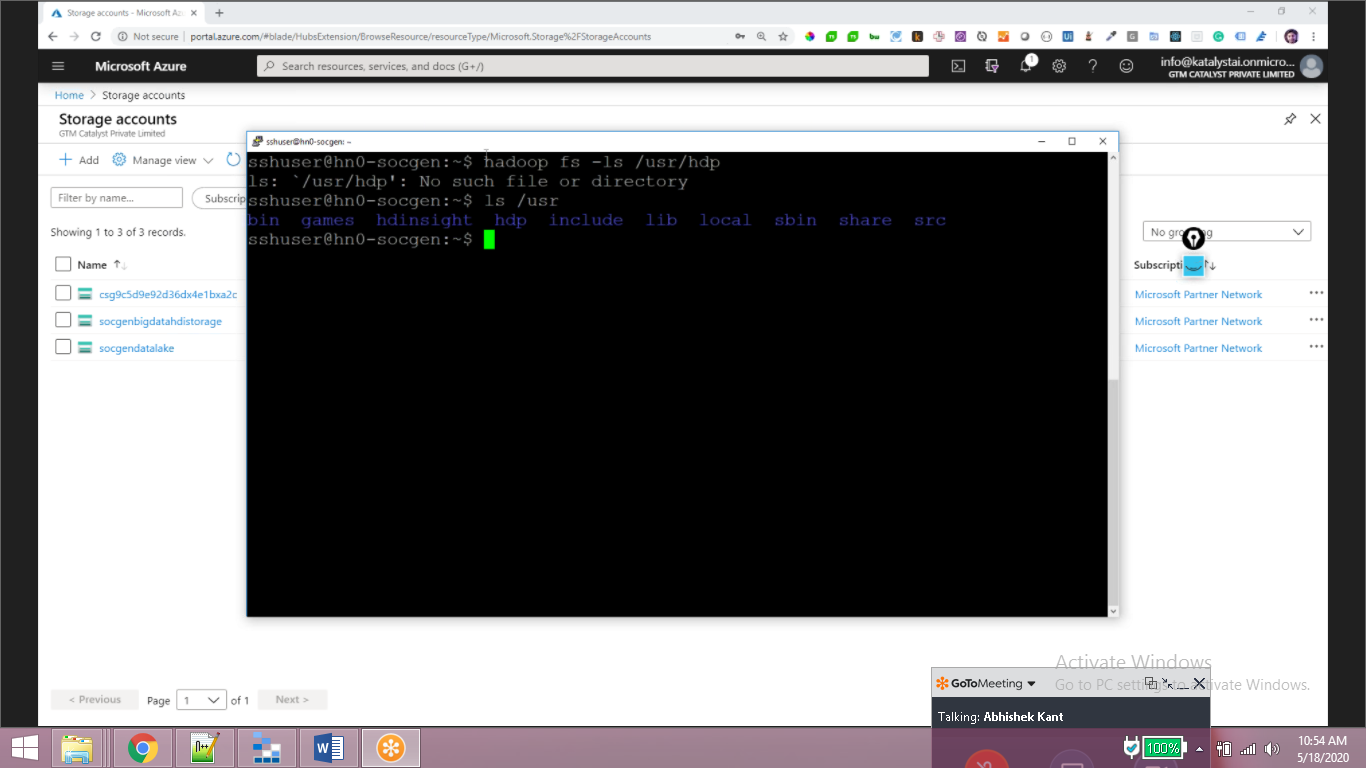 Storage accounts - Microsoft Az
Not secure | portal.azure.com/#blade/HubsExtension/BrowseResource/resourceType/Microsoft.Storage%2FStorageAccounts
Microsoft Azure
Search resources, services, and docs (G+/)
1
info@katalystai.onmicro...
GTM CATALYST PRIVATE LIMITED
Home > Storage accounts
Storage accounts
GTM Catalyst Private Limited
+ Add
Manage view
Filter by name...
Subscrip
Showing 1 to 3 of 3 records.
No grouping
Name
Subscripti
csg9c5d9e92d36dx4e1bxa2c
Microsoft Partner Network
socgenbigdatahdistorage
Microsoft Partner Network
socgendatalake
Microsoft Partner Network
sshuser@hn0-socgen: ~
sshuser@hn0-socgen:~$ hadoop fs -ls /usr/hdp
ls: `/usr/hdp': No such file or directory
sshuser@hn0-socgen:~$ ls /usr
bin games hdinsight hdp include lib local sbin share src
sshuser@hn0-socgen:~$
< Previous
Page 1 of 1
Next >
Activate Windows
Go to PC settings to activate Windows.
GoToMeeting
Talking: Abhishek Kant
100%
10:54 AM
5/18/2020